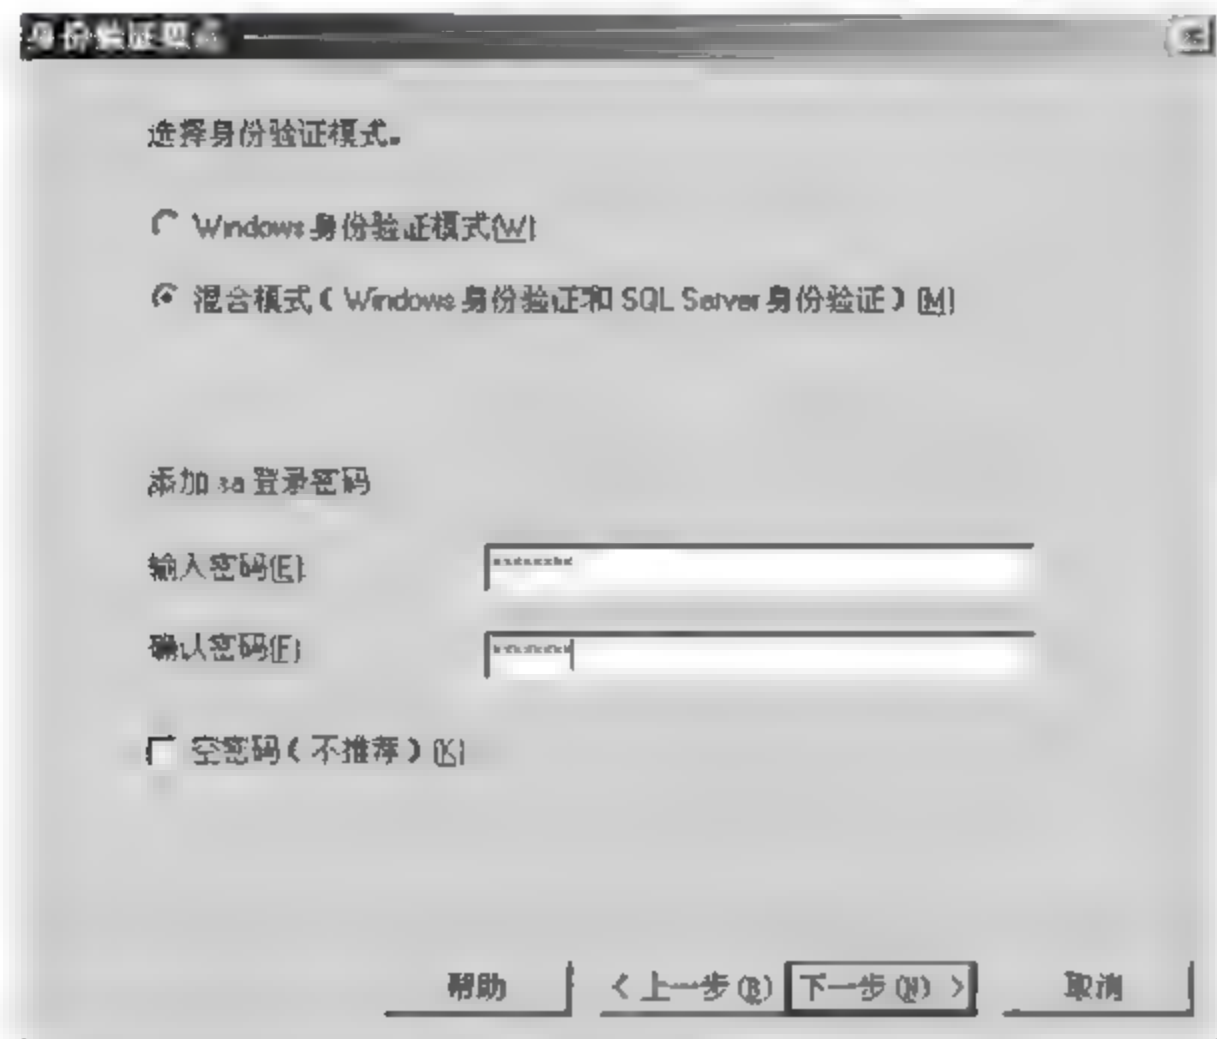 身份验证模式
选择身份验证模式。
Windows 身份验证模式(W)
混合模式(Windows 身份验证和 SQL Server 身份验证)(M)
添加 sa 登录密码
输入密码(E)
********
确认密码(F)
********
空密码(不推荐)(K)
帮助 <上一步(B) 下一步(N)> 取消